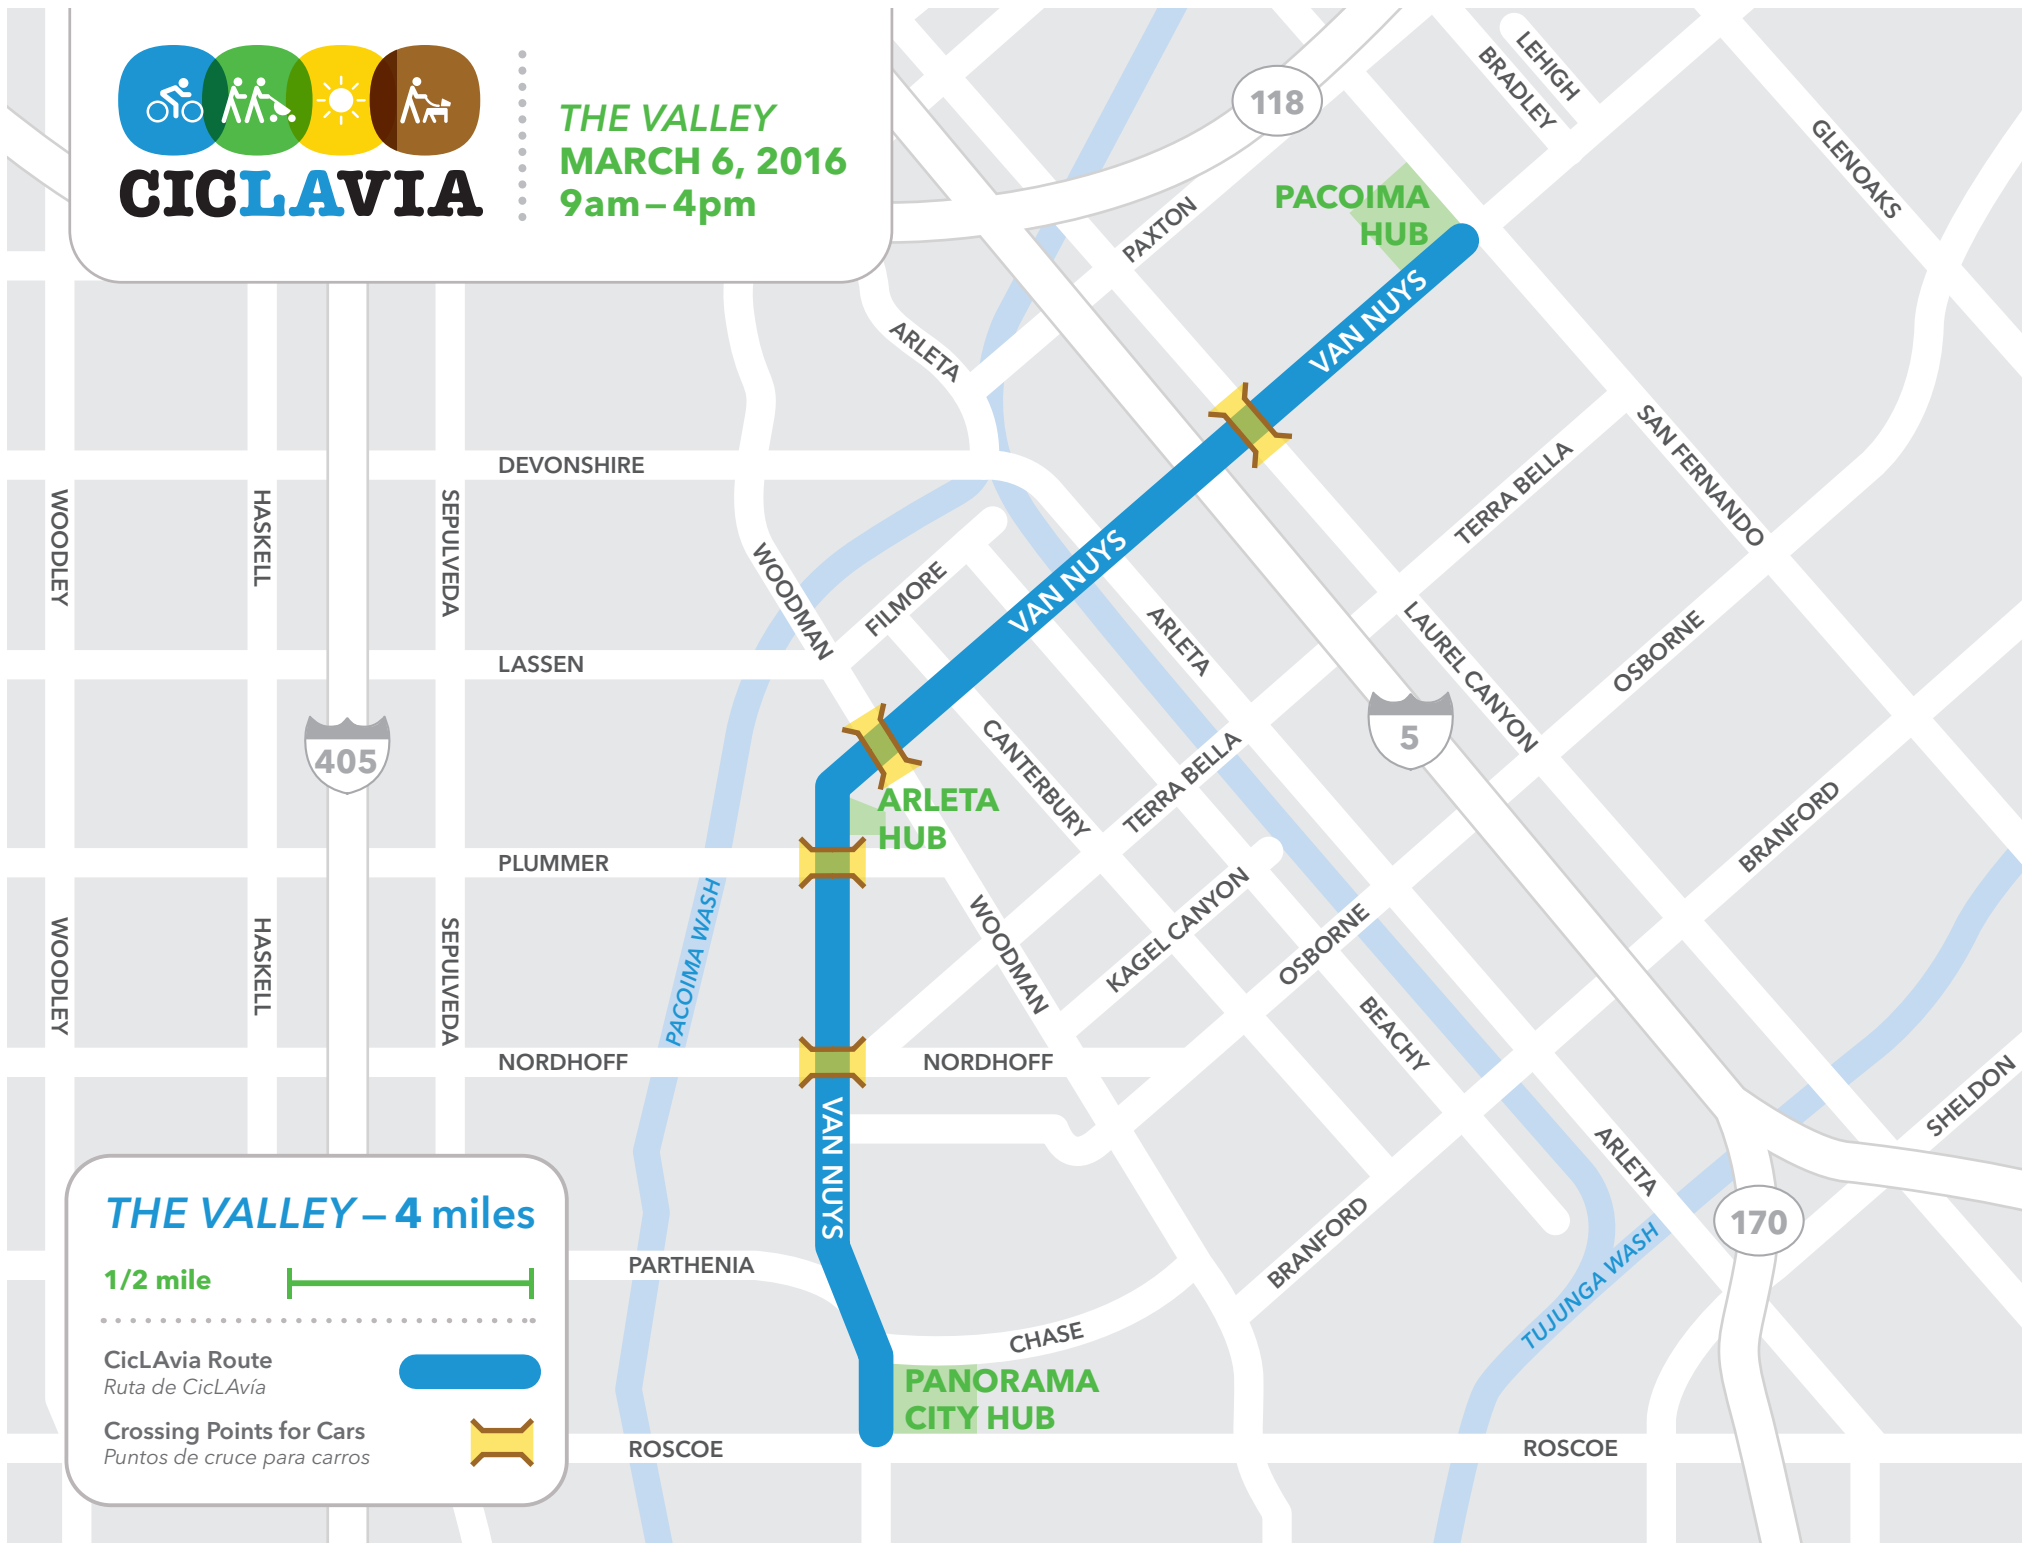 CICLAVIA
THE VALLEY
MARCH 6, 2016
9am – 4pm
118
LEHIGH
BRADLEY
GLENOAKS
PAXTON
PACOIMA
HUB
VAN NUYS
ARLETA
DEVONSHIRE
SAN FERNANDO
TERRA BELLA
WOODLEY
HASKELL
SEPULVEDA
WOODMAN
FILMORE
VAN NUYS
ARLETA
LAUREL CANYON
OSBORNE
LASSEN
405
5
CANTERBURY
TERRA BELLA
ARLETA
HUB
BRANFORD
PLUMMER
PACOIMA WASH
WOODMAN
KAGEL CANYON
OSBORNE
WOODLEY
HASKELL
SEPULVEDA
BEACHY
NORDHOFF
NORDHOFF
SHELDON
VAN NUYS
ARLETA
170
BRANFORD
TUJUNGA WASH
PARTHENIA
CHASE
PANORAMA
CITY HUB
ROSCOE
ROSCOE
THE VALLEY – 4 miles
1/2 mile
CicLAvia Route
Ruta de CicLAvía
Crossing Points for Cars
Puntos de cruce para carros